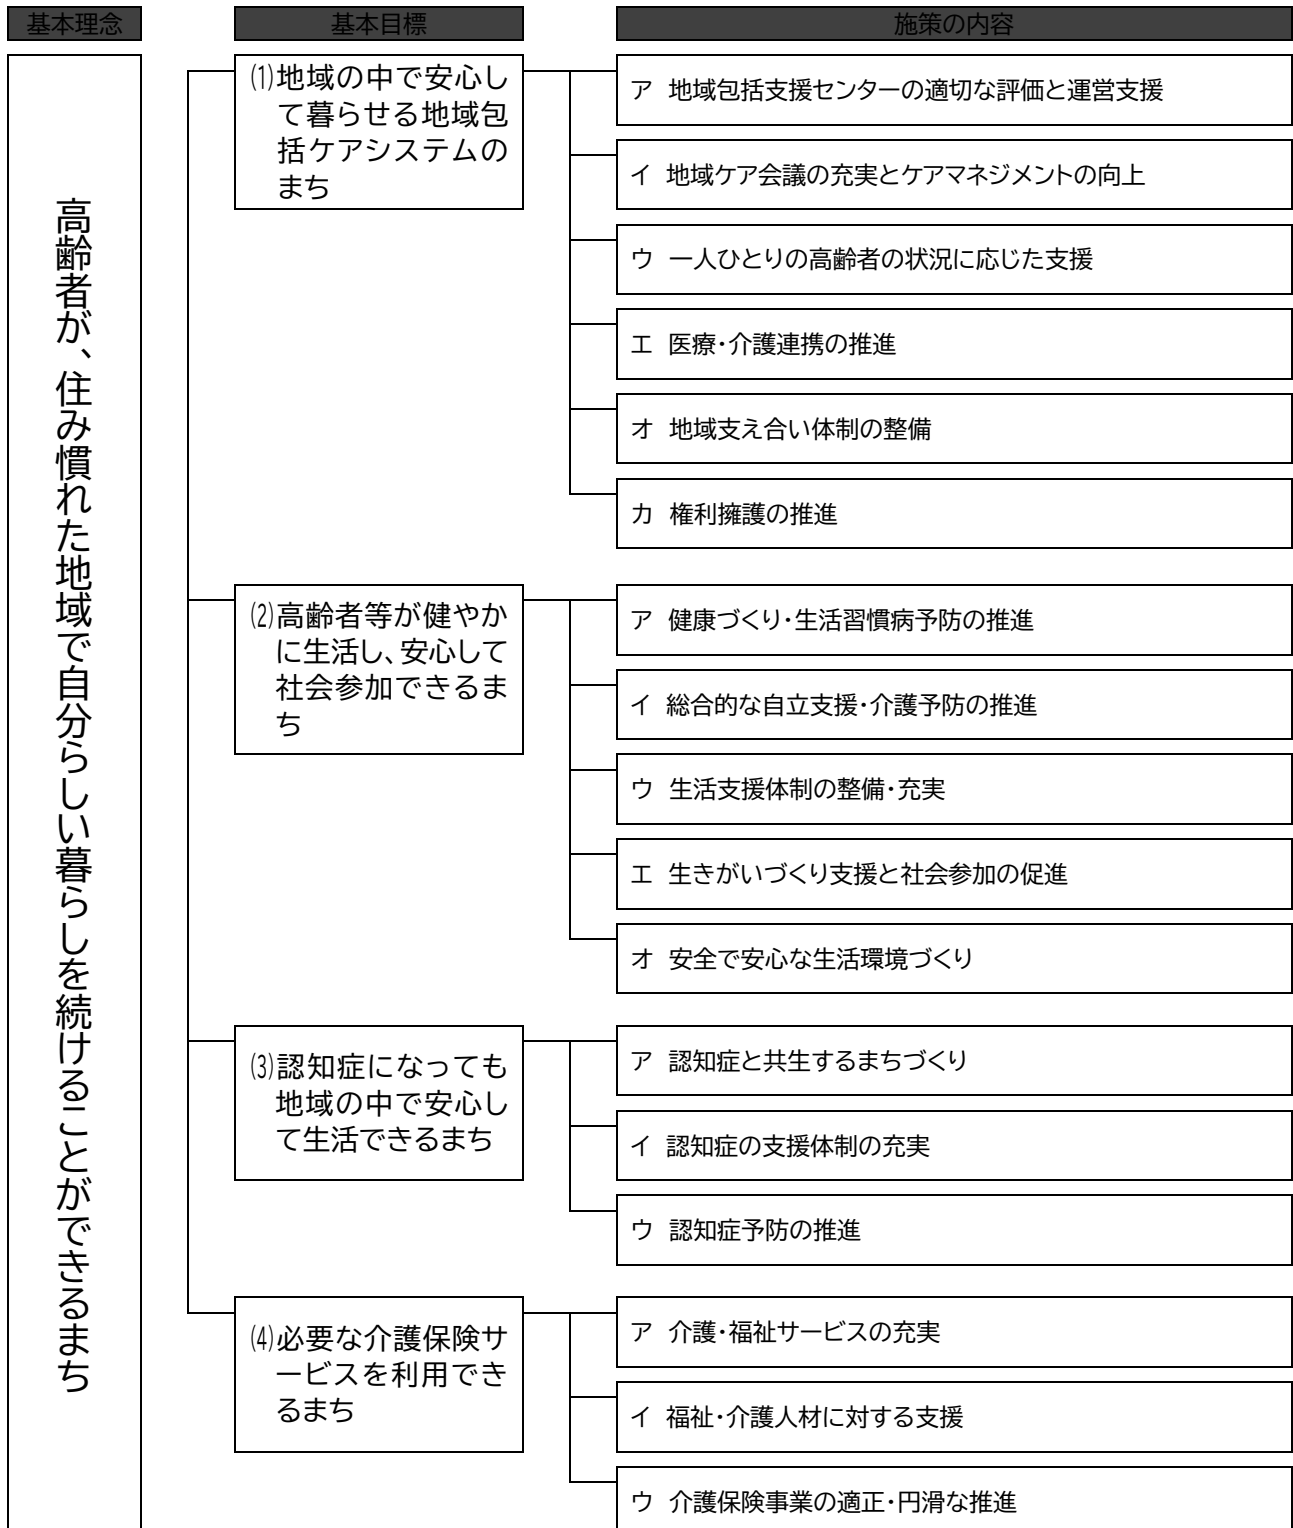 基本理念
基本目標
施策の内容
高齢者が、住み慣れた地域で自分らしい暮らしを続けることができるまち
⑴地域の中で安心し
て暮らせる地域包
括ケアシステムの
まち
ア 地域包括支援センターの適切な評価と運営支援
イ 地域ケア会議の充実とケアマネジメントの向上
ウ 一人ひとりの高齢者の状況に応じた支援
エ 医療・介護連携の推進
オ 地域支え合い体制の整備
カ 権利擁護の推進
⑵高齢者等が健やか
に生活し、安心して
社会参加できるま
ち
ア 健康づくり・生活習慣病予防の推進
イ 総合的な自立支援・介護予防の推進
ウ 生活支援体制の整備・充実
エ 生きがいづくり支援と社会参加の促進
オ 安全で安心な生活環境づくり
⑶認知症になっても
地域の中で安心し
て生活できるまち
ア 認知症と共生するまちづくり
イ 認知症の支援体制の充実
ウ 認知症予防の推進
⑷必要な介護保険サ
ービスを利用でき
るまち
ア 介護・福祉サービスの充実
イ 福祉・介護人材に対する支援
ウ 介護保険事業の適正・円滑な推進